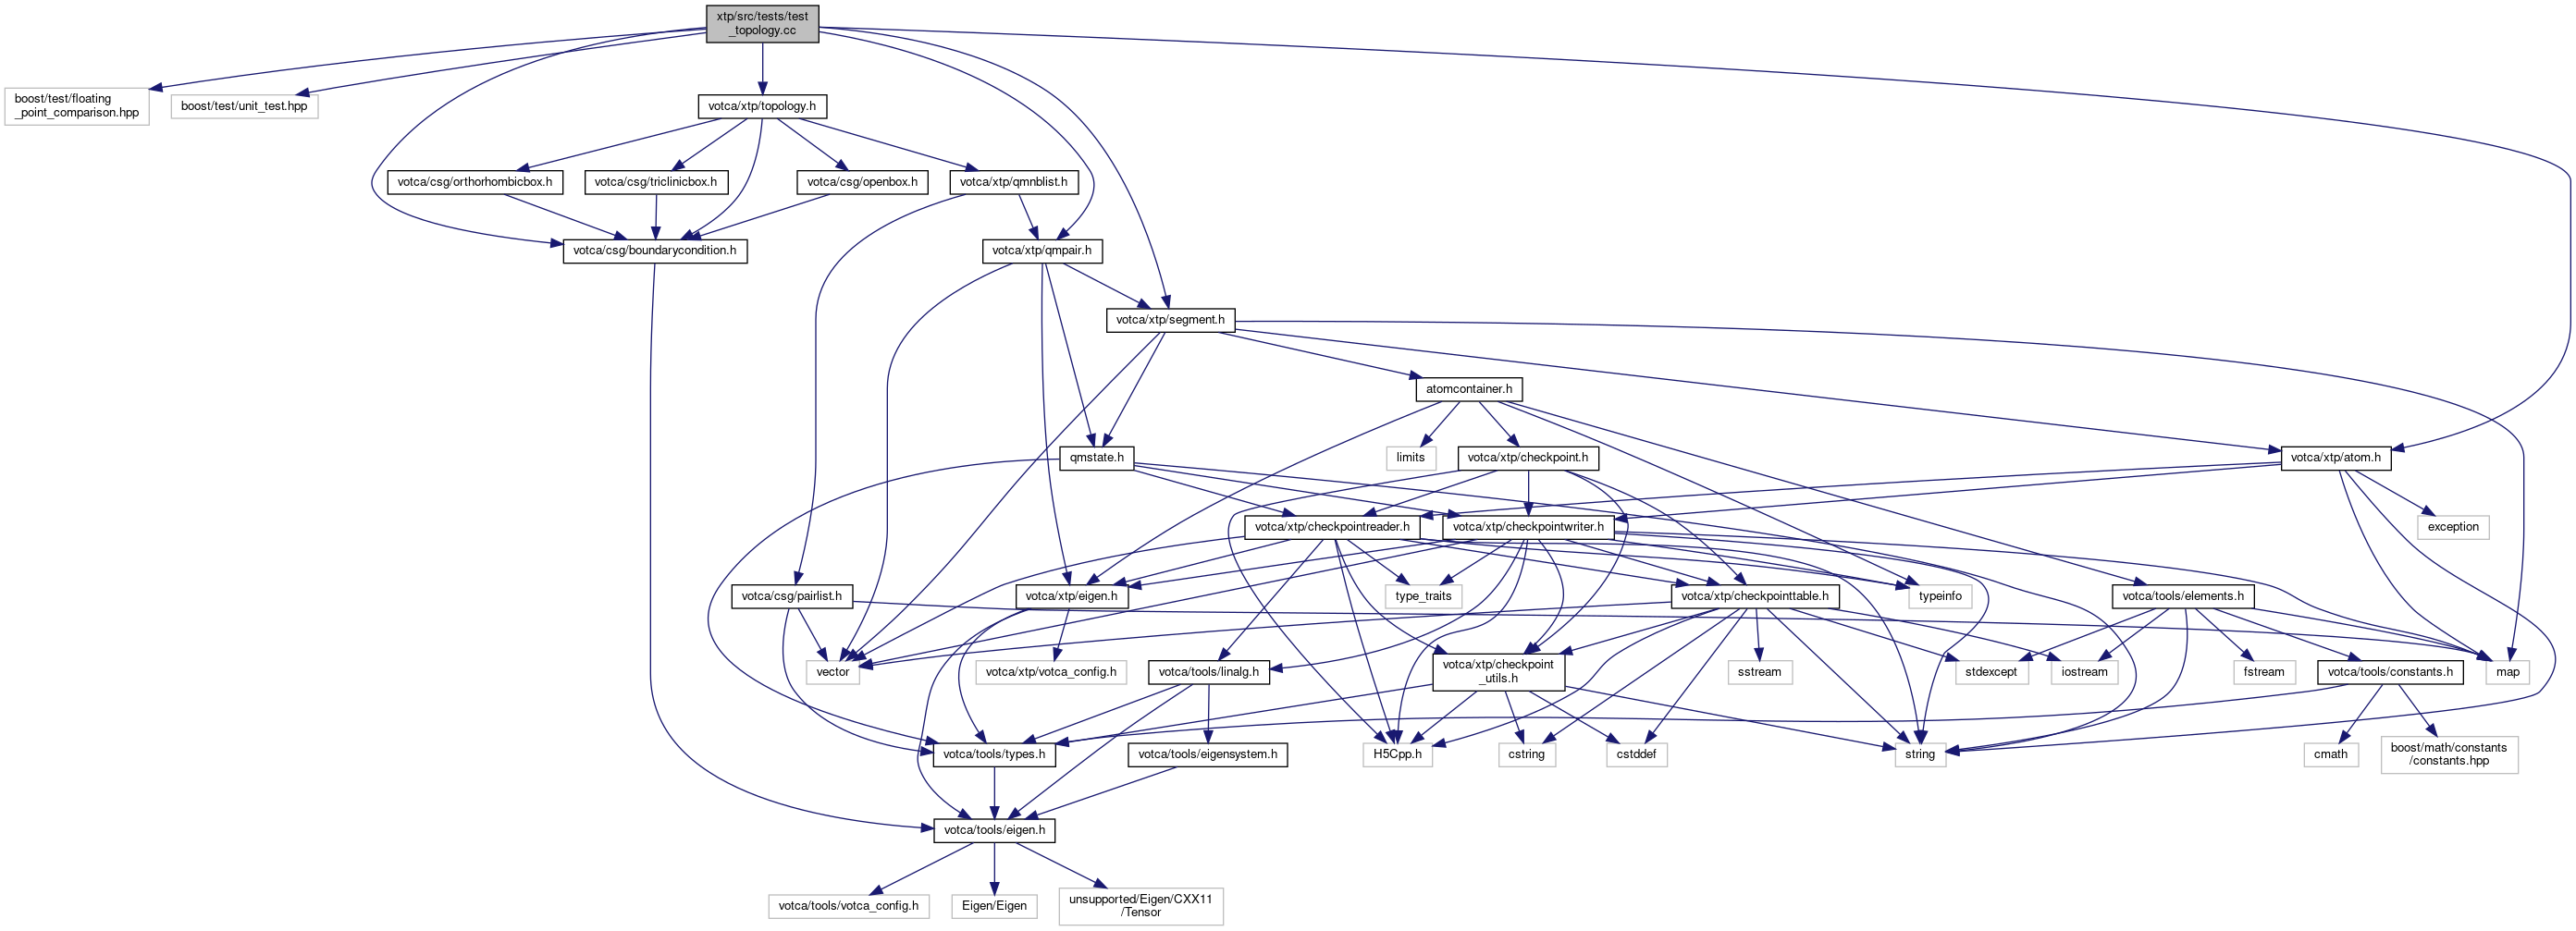 xtp/src/tests/test
_topology.cc
boost/test/floating
_point_comparison.hpp
boost/test/unit_test.hpp
votca/xtp/topology.h
votca/csg/orthorhombicbox.h
votca/csg/triclinicbox.h
votca/csg/openbox.h
votca/xtp/qmnblist.h
votca/csg/boundarycondition.h
votca/xtp/qmpair.h
votca/xtp/segment.h
atomcontainer.h
qmstate.h
limits
votca/xtp/checkpoint.h
votca/xtp/atom.h
votca/xtp/checkpointreader.h
votca/xtp/checkpointwriter.h
exception
votca/csg/pairlist.h
votca/xtp/eigen.h
type_traits
votca/xtp/checkpointtable.h
typeinfo
votca/tools/elements.h
vector
votca/xtp/votca_config.h
votca/tools/linalg.h
votca/xtp/checkpoint
_utils.h
sstream
stdexcept
iostream
fstream
votca/tools/constants.h
map
votca/tools/types.h
votca/tools/eigensystem.h
H5Cpp.h
cstring
cstddef
string
cmath
boost/math/constants
/constants.hpp
votca/tools/eigen.h
votca/tools/votca_config.h
Eigen/Eigen
unsupported/Eigen/CXX11
/Tensor